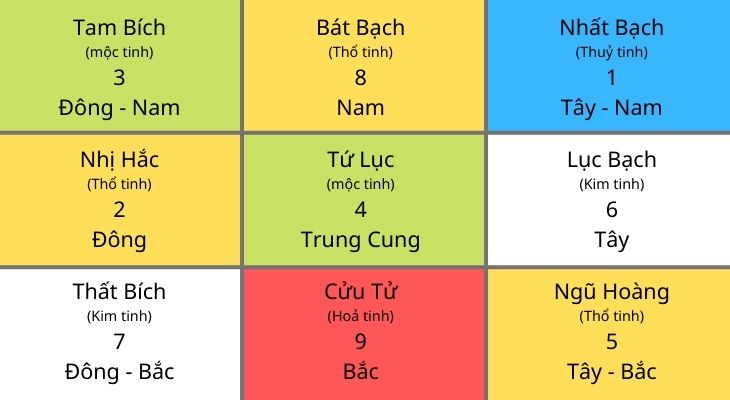 Tam Bích
(mộc tinh)
3
Đông - Nam
Bát Bạch
(Thổ tinh)
8
Nam
Nhất Bạch
(Thuỷ tinh)
1
Tây - Nam
Nhị Hắc
(Thổ tinh)
2
Đông
Tứ Lục
(mộc tinh)
4
Trung Cung
Lục Bạch
(Kim tinh)
6
Tây
Thất Bích
(Kim tinh)
7
Đông - Bắc
Cửu Tử
(Hoả tinh)
9
Bắc
Ngũ Hoàng
(Thổ tinh)
5
Tây - Bắc